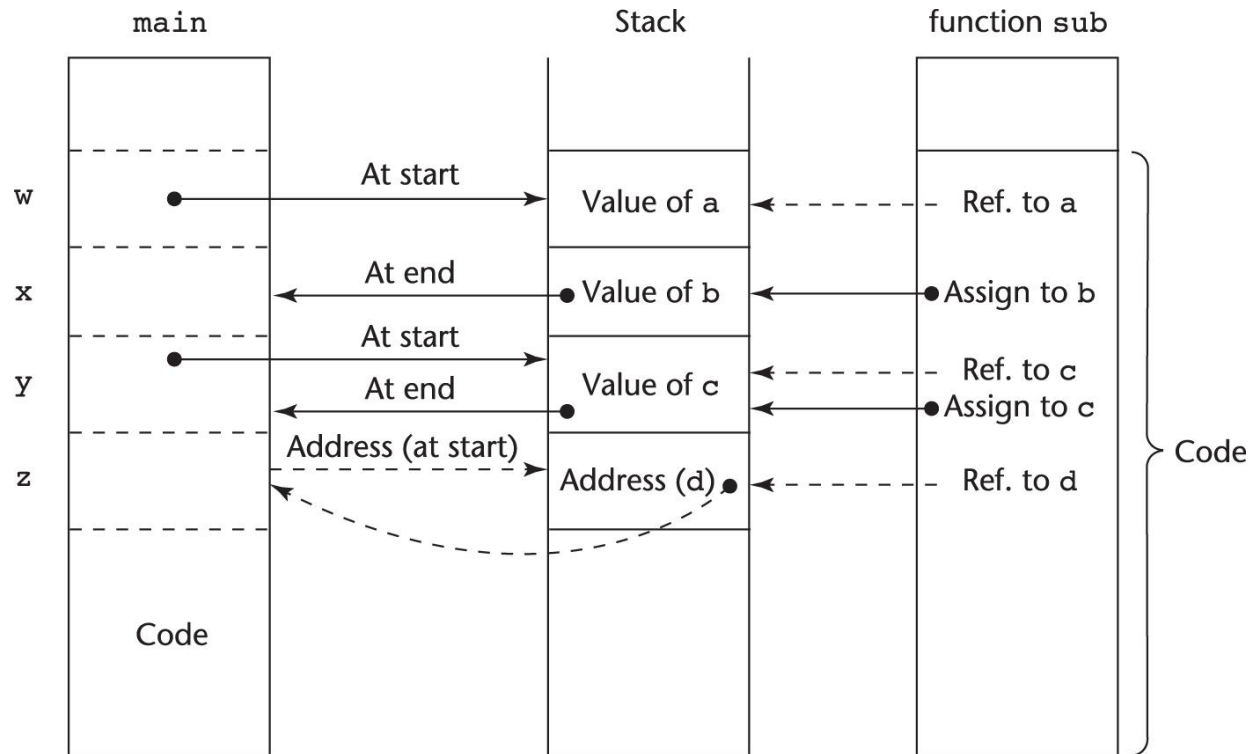 main Stack function sub
w At start Value of a Ref. to a
x At end Value of b Assign to b
At start
y Value of c Ref. to c
At end Assign to c
Address (at start)
z Address (d) Ref. to d
Code
Code